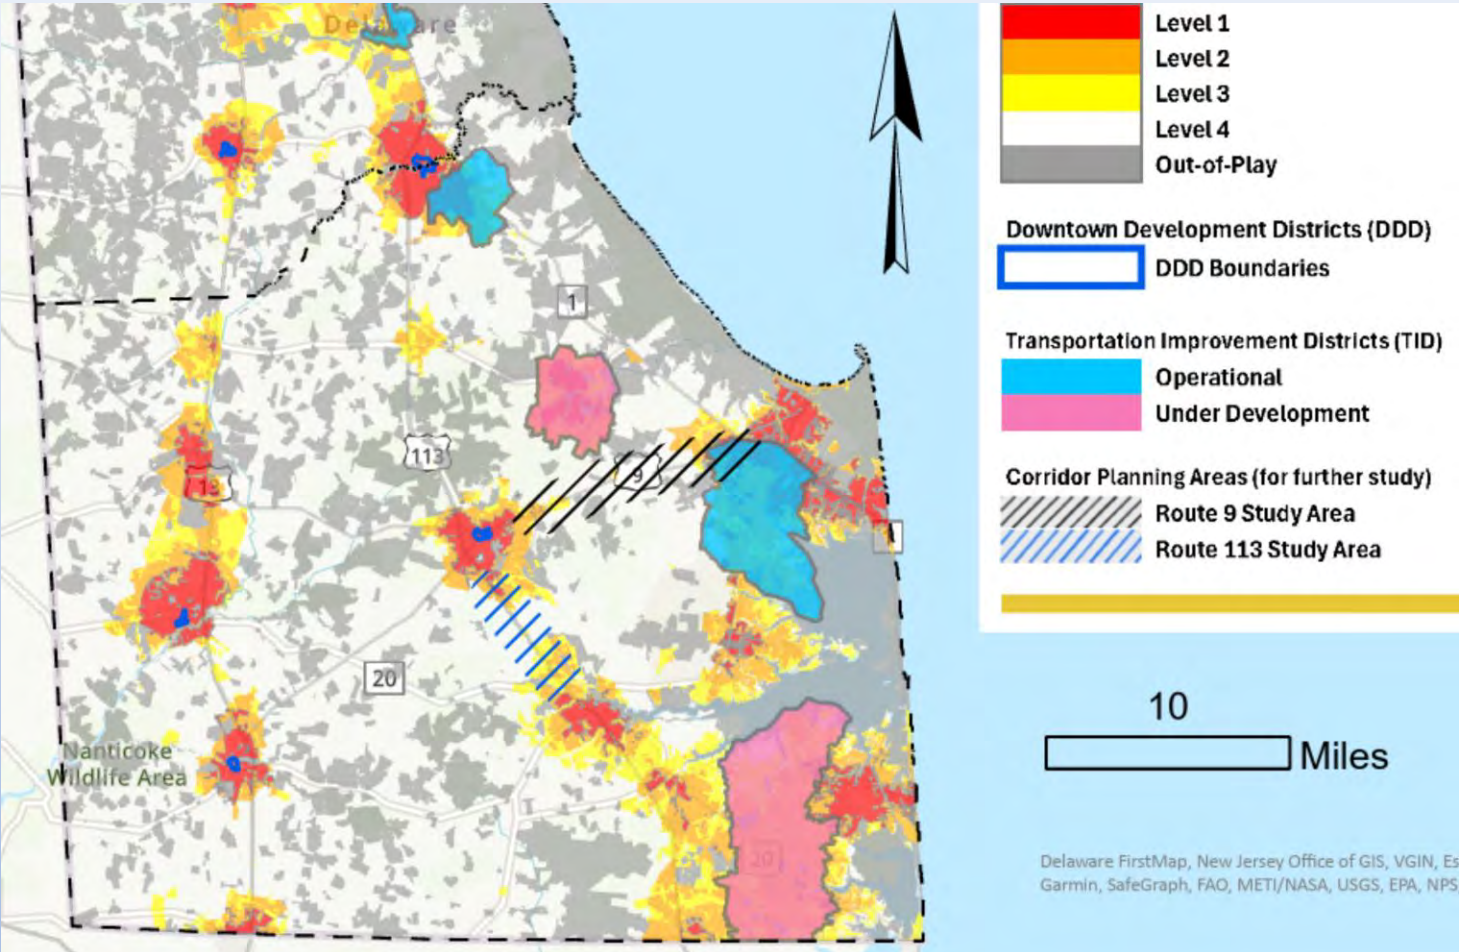 Delaware
1
113
9
13
20
Nanticoke
Wildlife Area
20
Level 1
Level 2
Level 3
Level 4
Out-of-Play
Downtown Development Districts (DDD)
DDD Boundaries
Transportation Improvement Districts (TID)
Operational
Under Development
Corridor Planning Areas (for further study)
Route 9 Study Area
Route 113 Study Area
10
Miles
Delaware FirstMap, New Jersey Office of GIS, VGIN, Es
Garmin, SafeGraph, FAO, METI/NASA, USGS, EPA, NPS